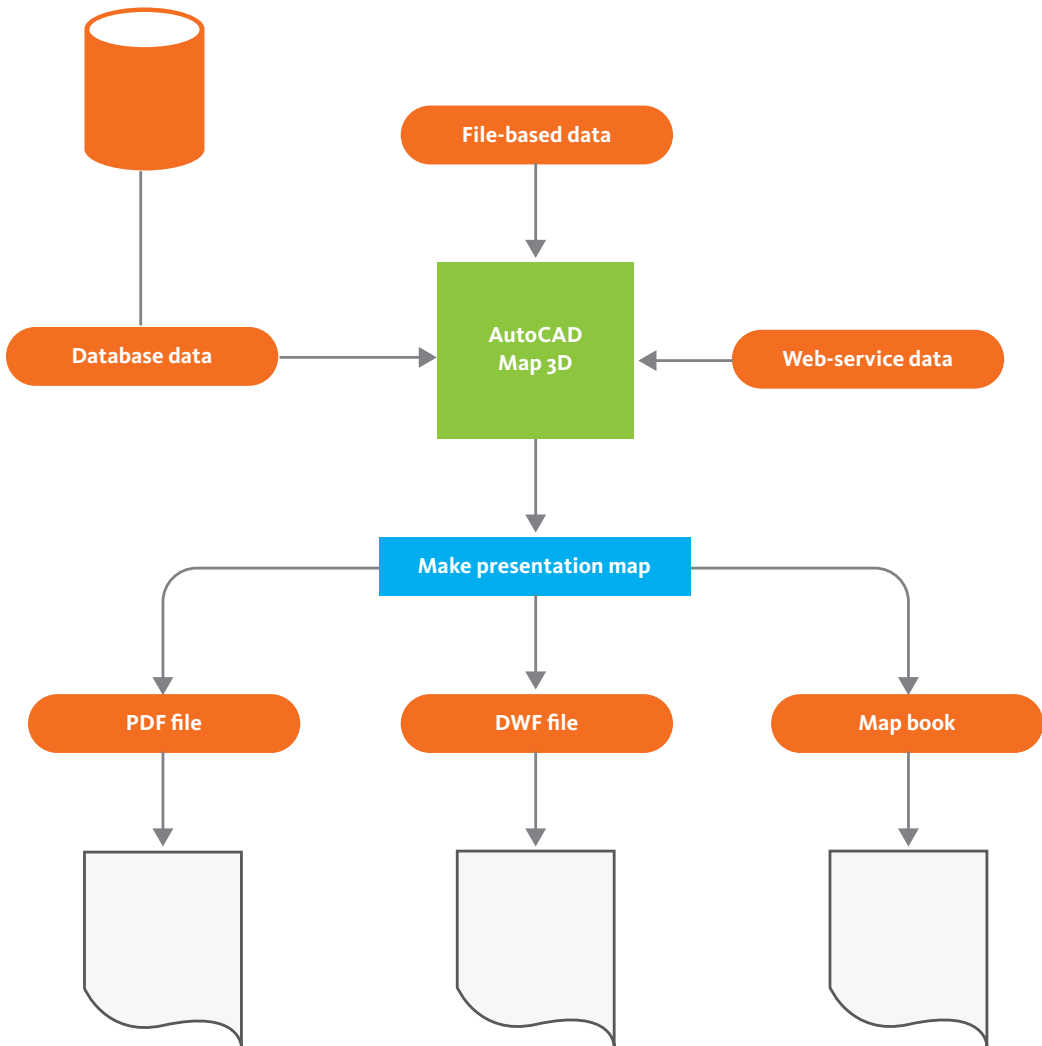 File-based data
AutoCAD
Map 3D
Database data
Web-service data
Make presentation map
PDF file
DWF file
Map book